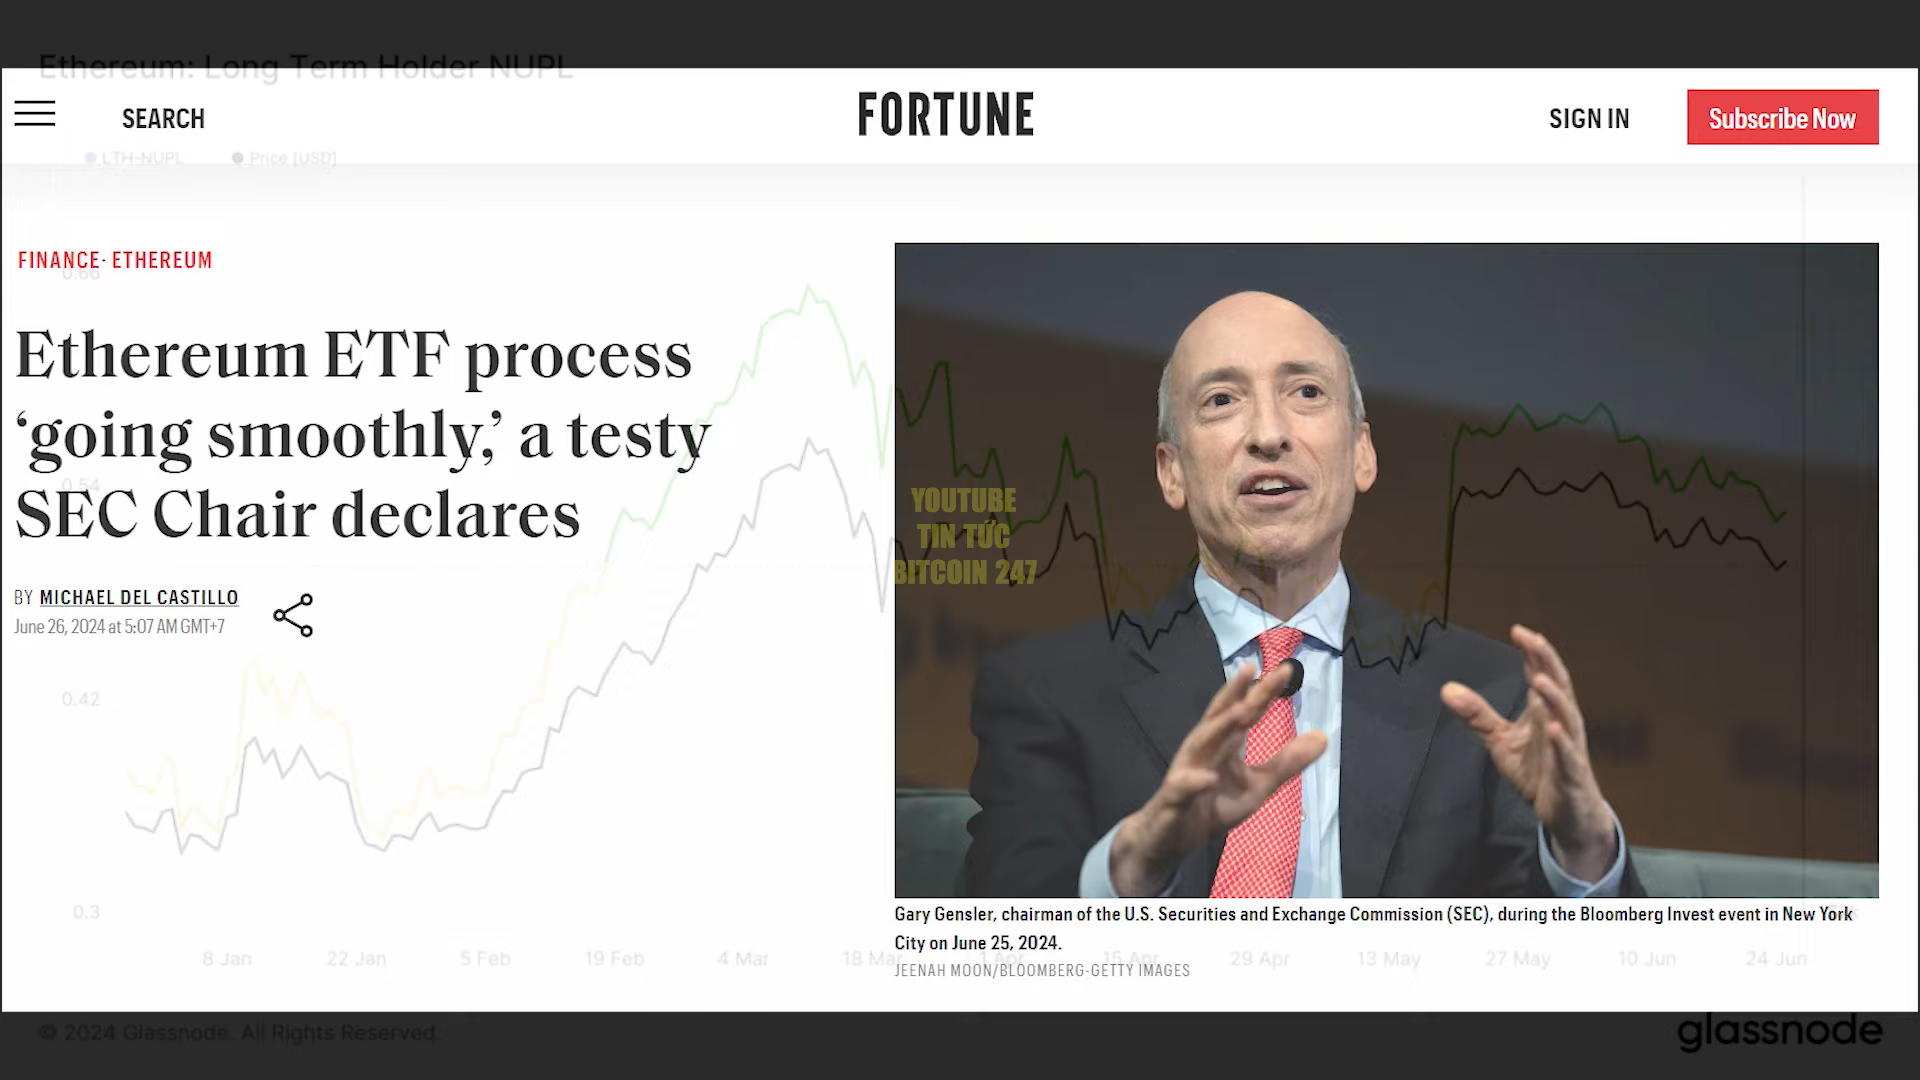 Ethereum: Long Term Holder NUPL
SEARCH
FORTUNE
SIGN IN
Subscribe Now
LTH-NUPL
Price [USD]
FINANCE· ETHEREUM
0.66
Ethereum ETF process
‘going smoothly,’ a testy
SEC Chair declares
0.54
YOUTUBE
TIN TỨC
BITCOIN 247
BY MICHAEL DEL CASTILLO
June 26, 2024 at 5:07 AM GMT+7
0.42
0.3
Gary Gensler, chairman of the U.S. Securities and Exchange Commission (SEC), during the Bloomberg Invest event in New York
City on June 25, 2024.
JEENAH MOON/BLOOMBERG-GETTY IMAGES
8 Jan 22 Jan 5 Feb 19 Feb 4 Mar 18 Mar 1 Apr 15 Apr 29 Apr 13 May 27 May 10 Jun 24 Jun
© 2024 Glassnode. All Rights Reserved.
glassnode